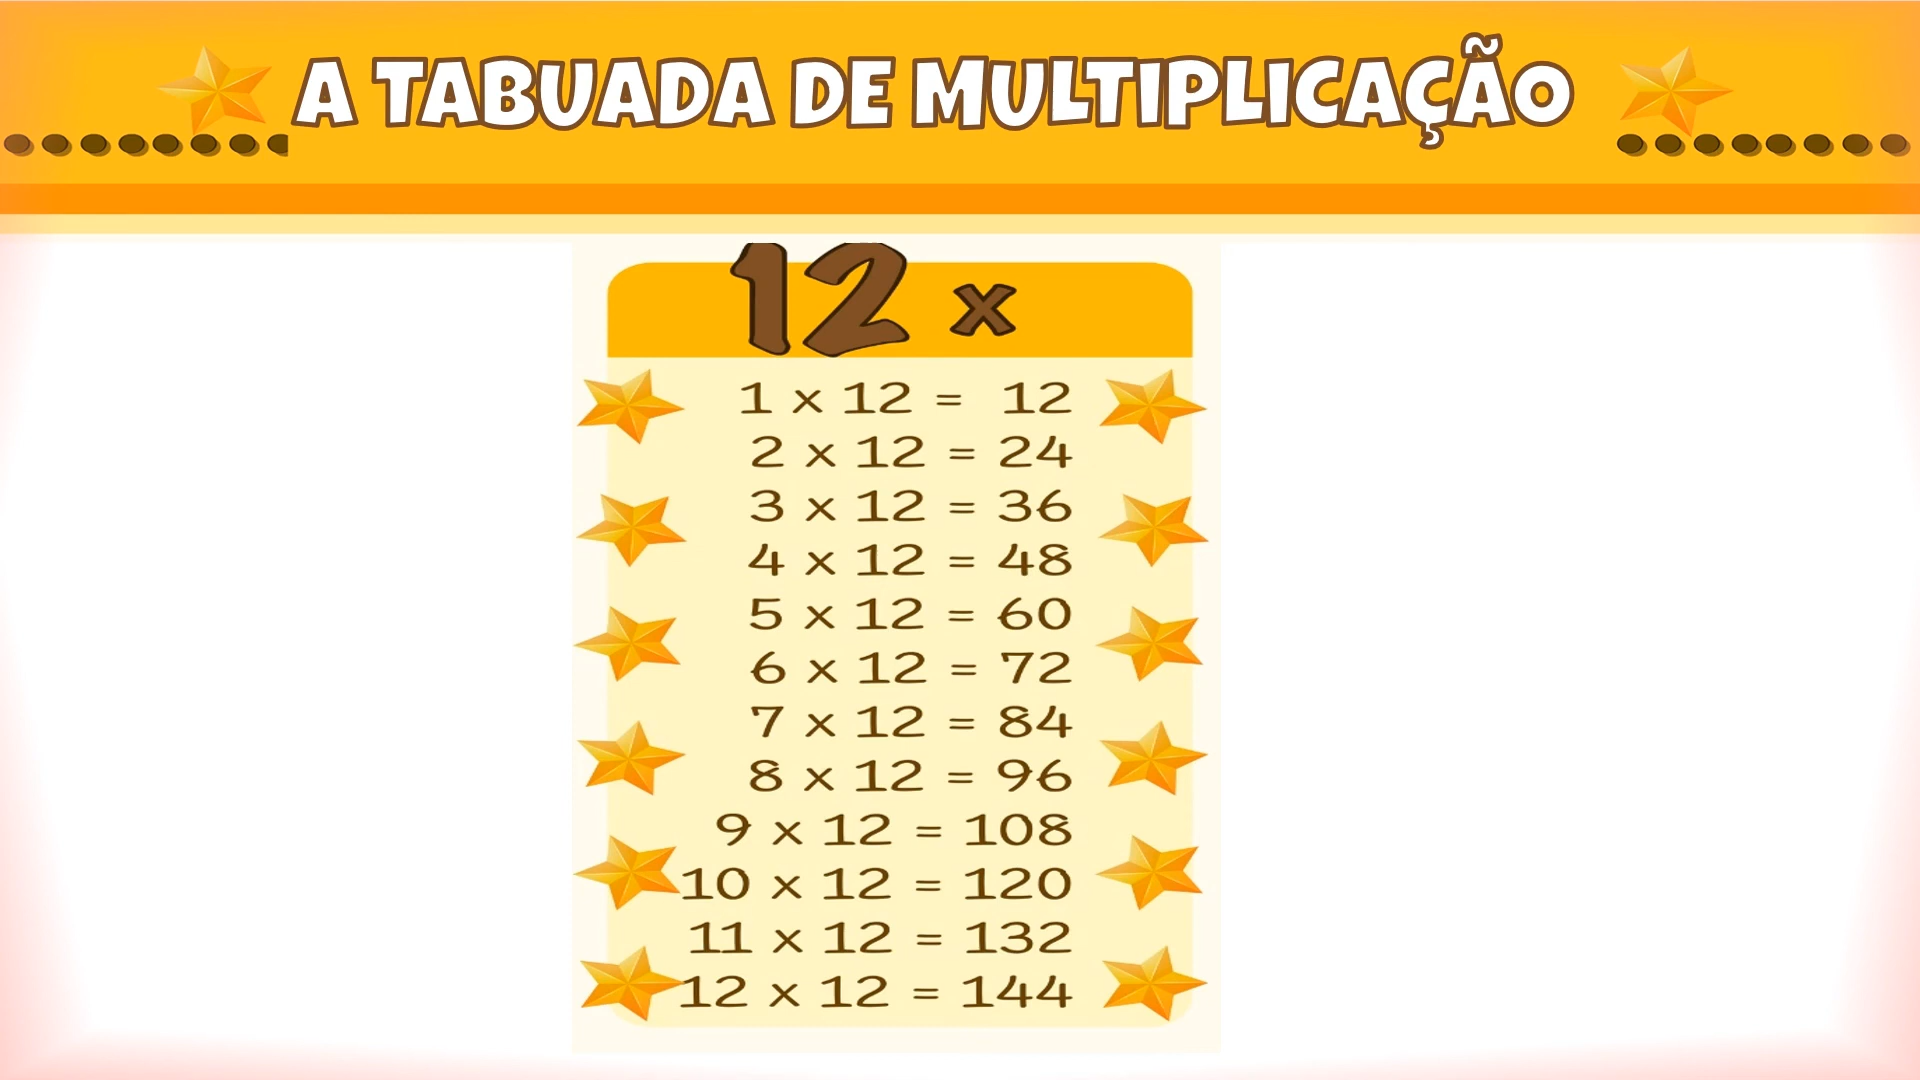 A TABUADA DE MULTIPLICAÇÃO
12 x
1 x 12 = 12
2 x 12 = 24
3 x 12 = 36
4 x 12 = 48
5 x 12 = 60
6 x 12 = 72
7 x 12 = 84
8 x 12 = 96
9 x 12 = 108
10 x 12 = 120
11 x 12 = 132
12 x 12 = 144